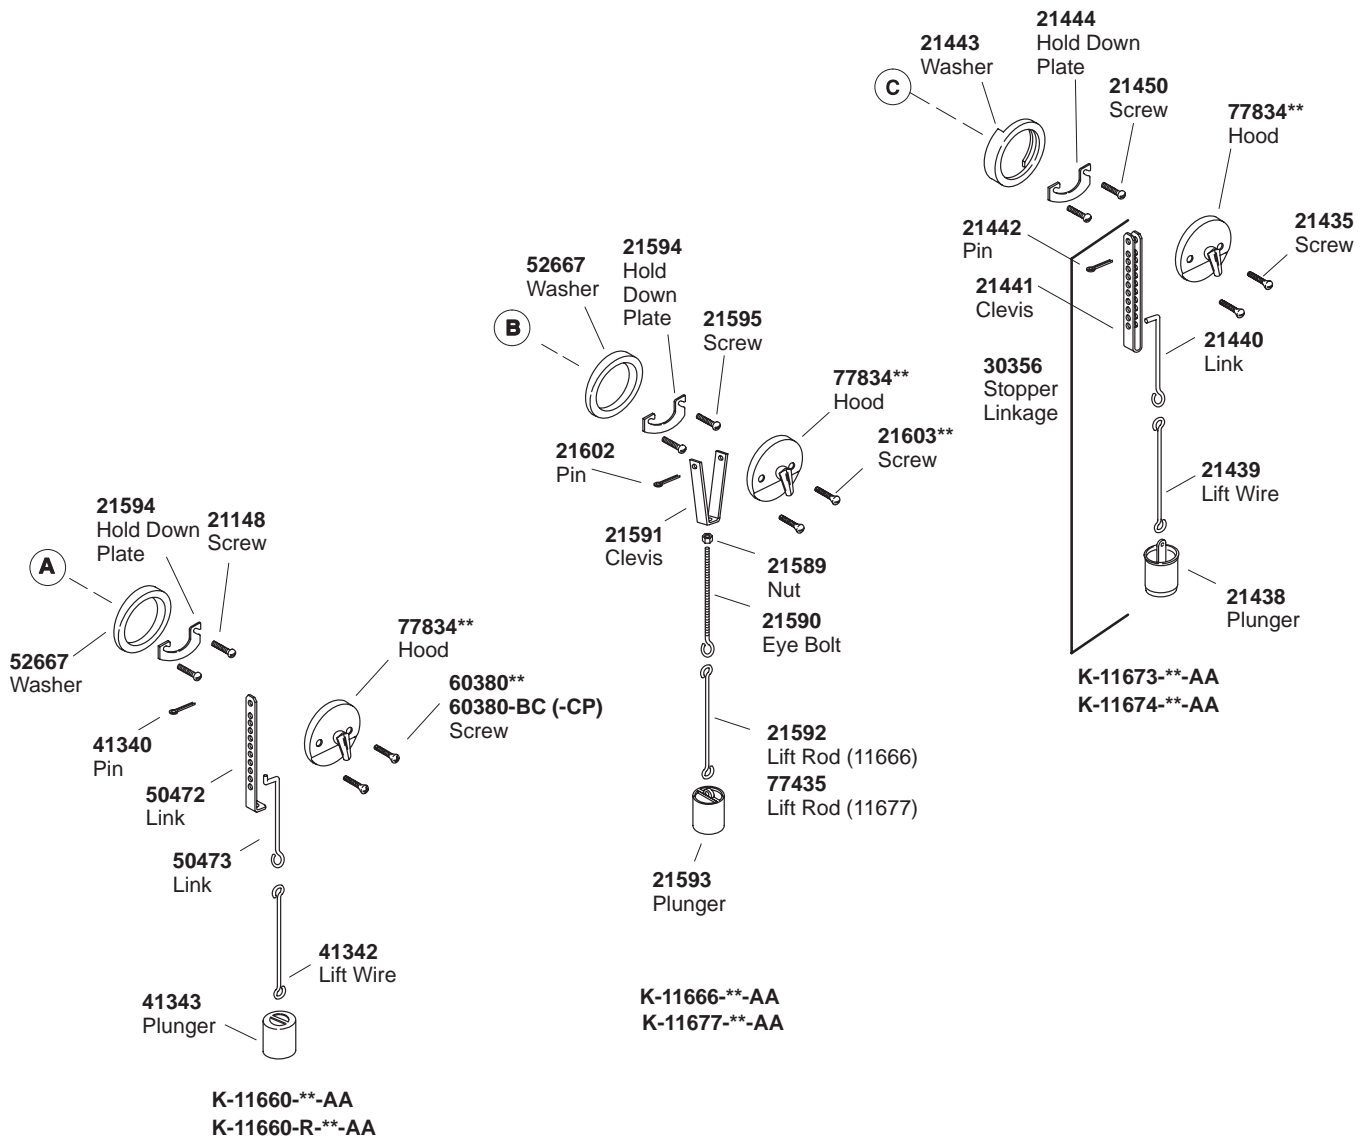 A
21594
Hold Down
Plate
21148
Screw
52667
Washer
41340
Pin
77834**
Hood
60380**
60380-BC (-CP)
Screw
50472
Link
50473
Link
41342
Lift Wire
41343
Plunger
K-11660-**-AA
K-11660-R-**-AA
B
52667
Washer
21594
Hold
Down
Plate
21595
Screw
21602
Pin
77834**
Hood
21603**
Screw
21591
Clevis
21589
Nut
21590
Eye Bolt
21592
Lift Rod (11666)
77435
Lift Rod (11677)
21593
Plunger
K-11666-**-AA
K-11677-**-AA
C
21443
Washer
21444
Hold Down
Plate
21450
Screw
77834**
Hood
21435
Screw
21442
Pin
21441
Clevis
21440
Link
30356
Stopper
Linkage
21439
Lift Wire
21438
Plunger
K-11673-**-AA
K-11674-**-AA